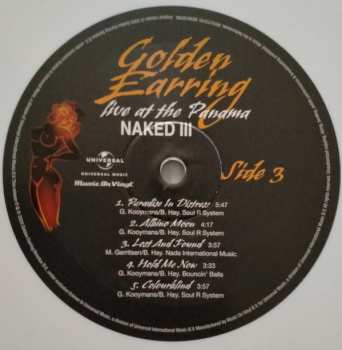 Golden
Earring
live at the Panama
NAKED III
UNIVERSAL
UNIVERSAL MUSIC
Music On Vinyl
Side 3
1. Paradise In Distress 5:47
G. Kooymans/B. Hay. Soul R System
2. Albino Moon 4:17
G. Kooymans/B. Hay. Soul R System
3. Lost And Found 3:57
M. Gerritsen/B. Hay. Nada International Music
4. Hold Me Now 3:33
G. Kooymans/B. Hay. Bouncin' Balls
5. Colourblind 3:57
G. Kooymans/B. Hay. Soul R System